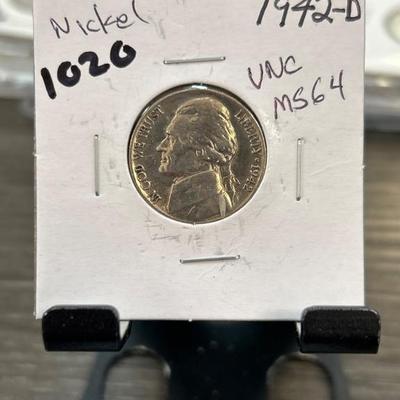 Nickel
1942-D
1020
UNC
MS64
IN GOD WE TRUST
LIBERTY 1942